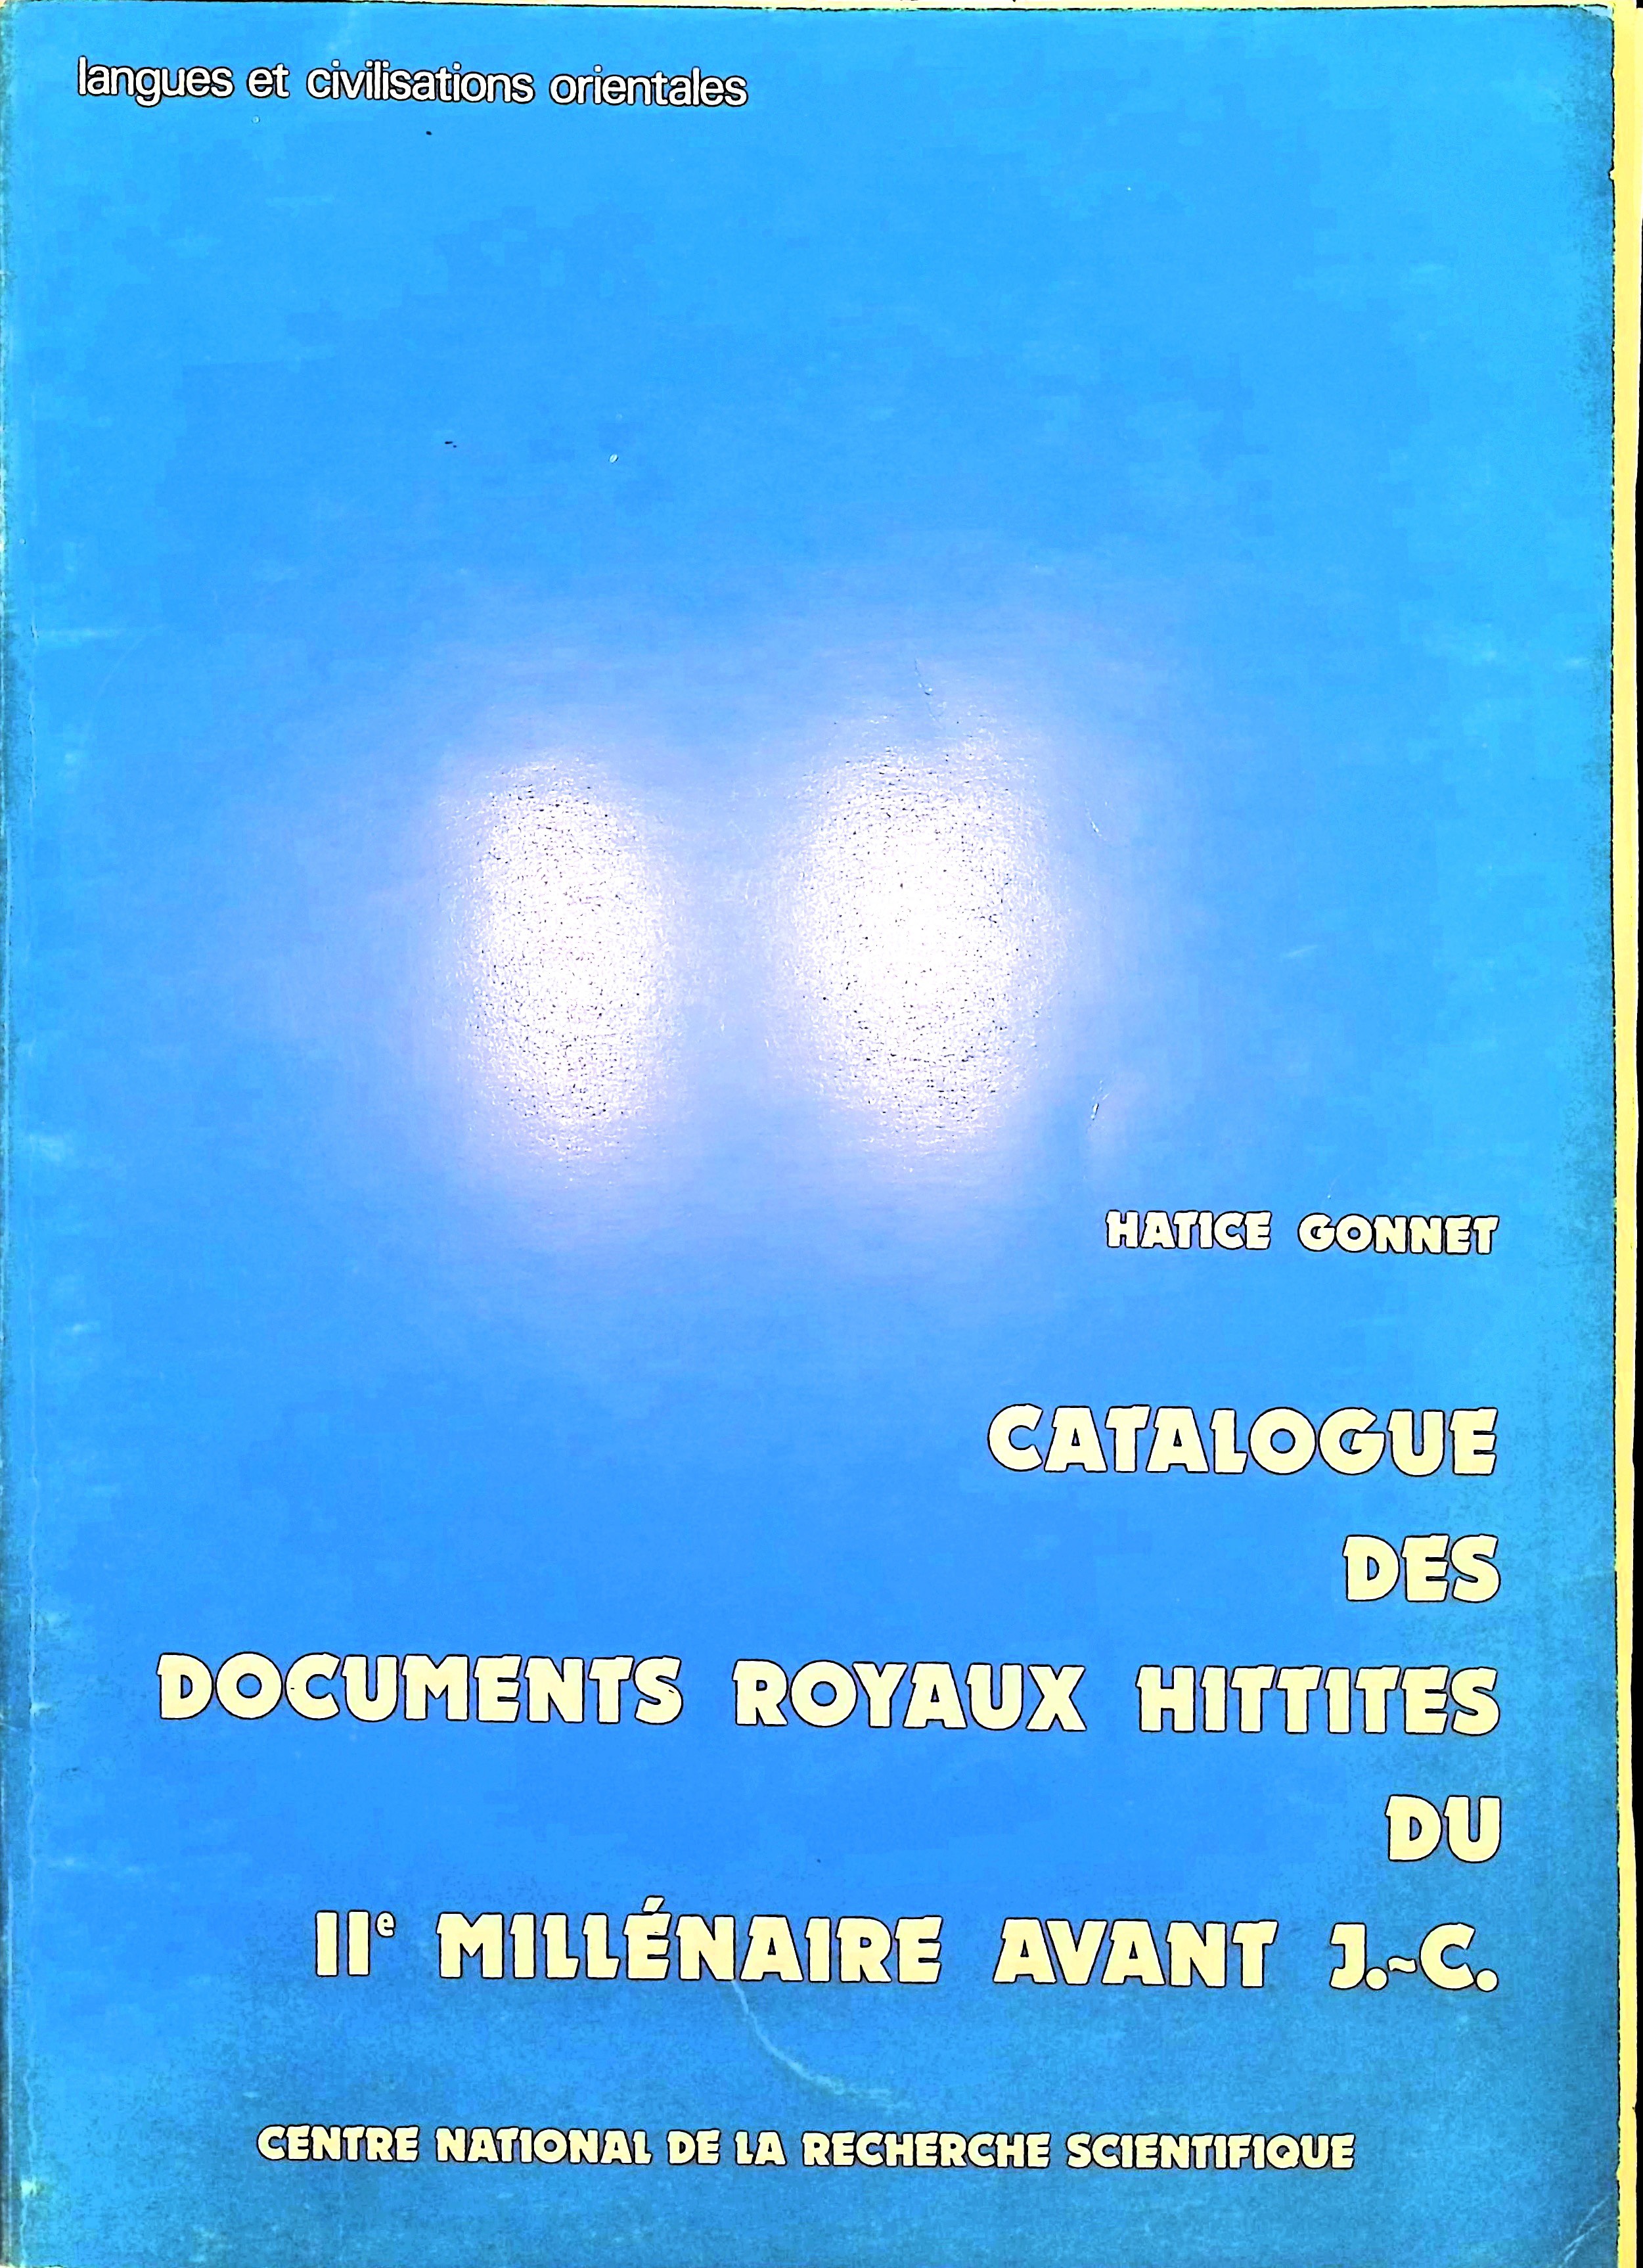 langues et civilisations orientales
HATICE GONNET
CATALOGUE
DES
DOCUMENTS ROYAUX HITTITES
DU
IIe MILLÉNAIRE AVANT J.-C.
CENTRE NATIONAL DE LA RECHERCHE SCIENTIFIQUE